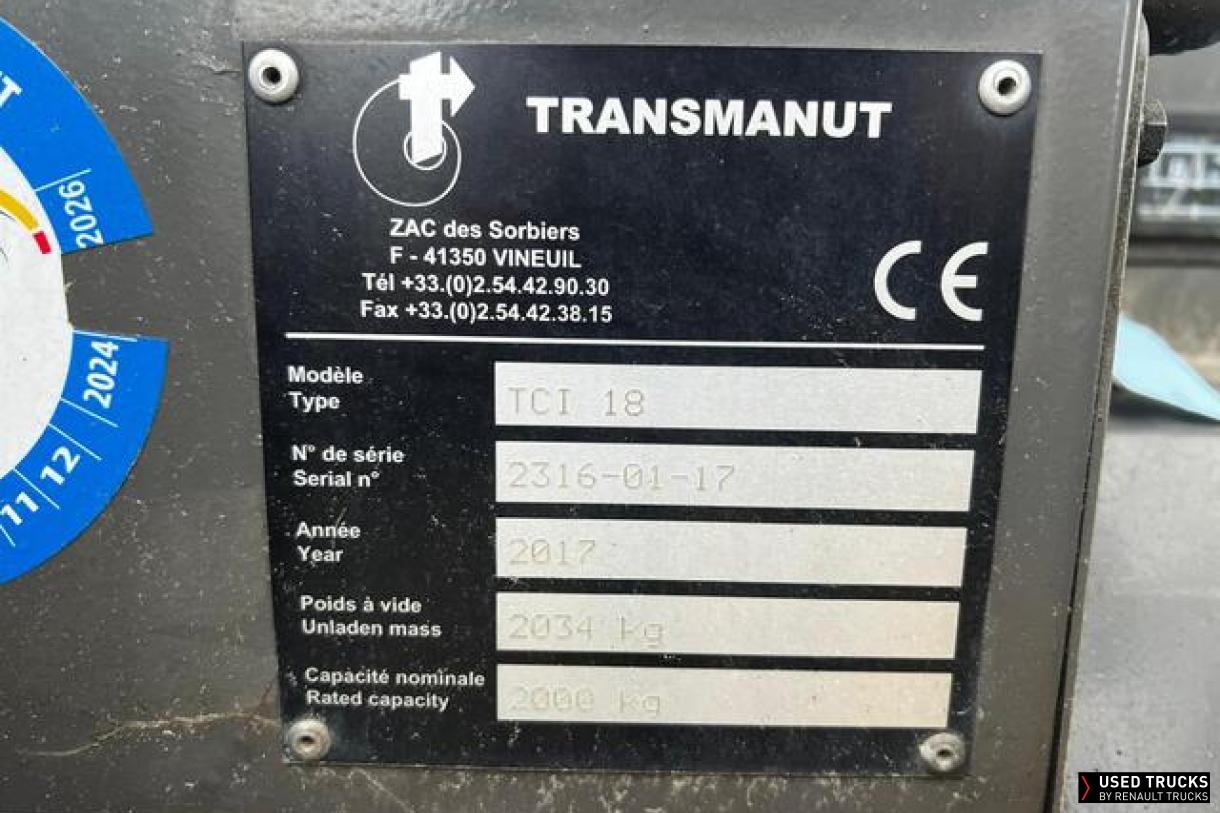 TRANSMANUT
ZAC des Sorbiers
F - 41350 VINEUIL
Tél +33.(0)2.54.42.90.30
Fax +33.(0)2.54.42.38.15
CE
Modèle
Type
TCI 18
N° de série
Serial n°
2316-01-17
Année
Year
2017
Poids à vide
Unladen mass
2034 kg
Capacité nominale
Rated capacity
2000 kg
2026
2024
12
11
USED TRUCKS
BY RENAULT TRUCKS